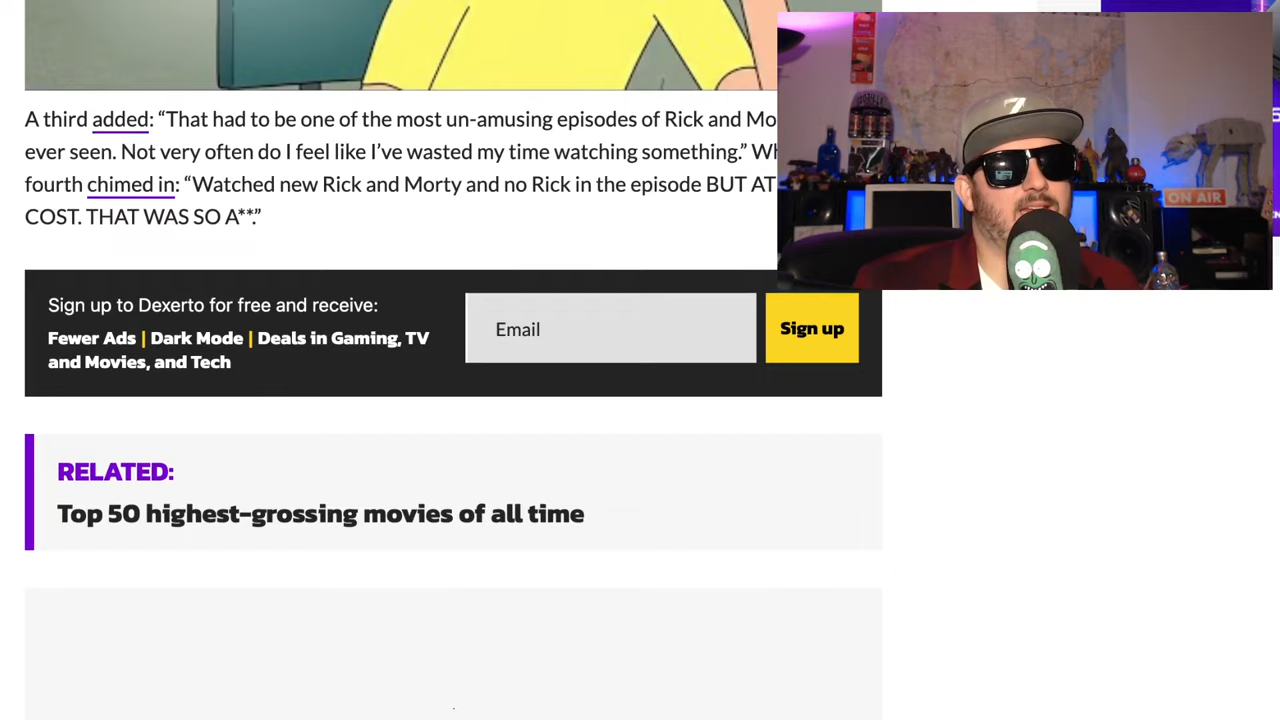 A third added: “That had to be one of the most un-amusing episodes of Rick and Mo
ever seen. Not very often do I feel like I’ve wasted my time watching something.” Wh
fourth chimed in: “Watched new Rick and Morty and no Rick in the episode BUT AT
COST. THAT WAS SO A**.”
Sign up to Dexerto for free and receive:
Fewer Ads | Dark Mode | Deals in Gaming, TV
and Movies, and Tech
Email
Sign up
RELATED:
Top 50 highest-grossing movies of all time
ON AIR